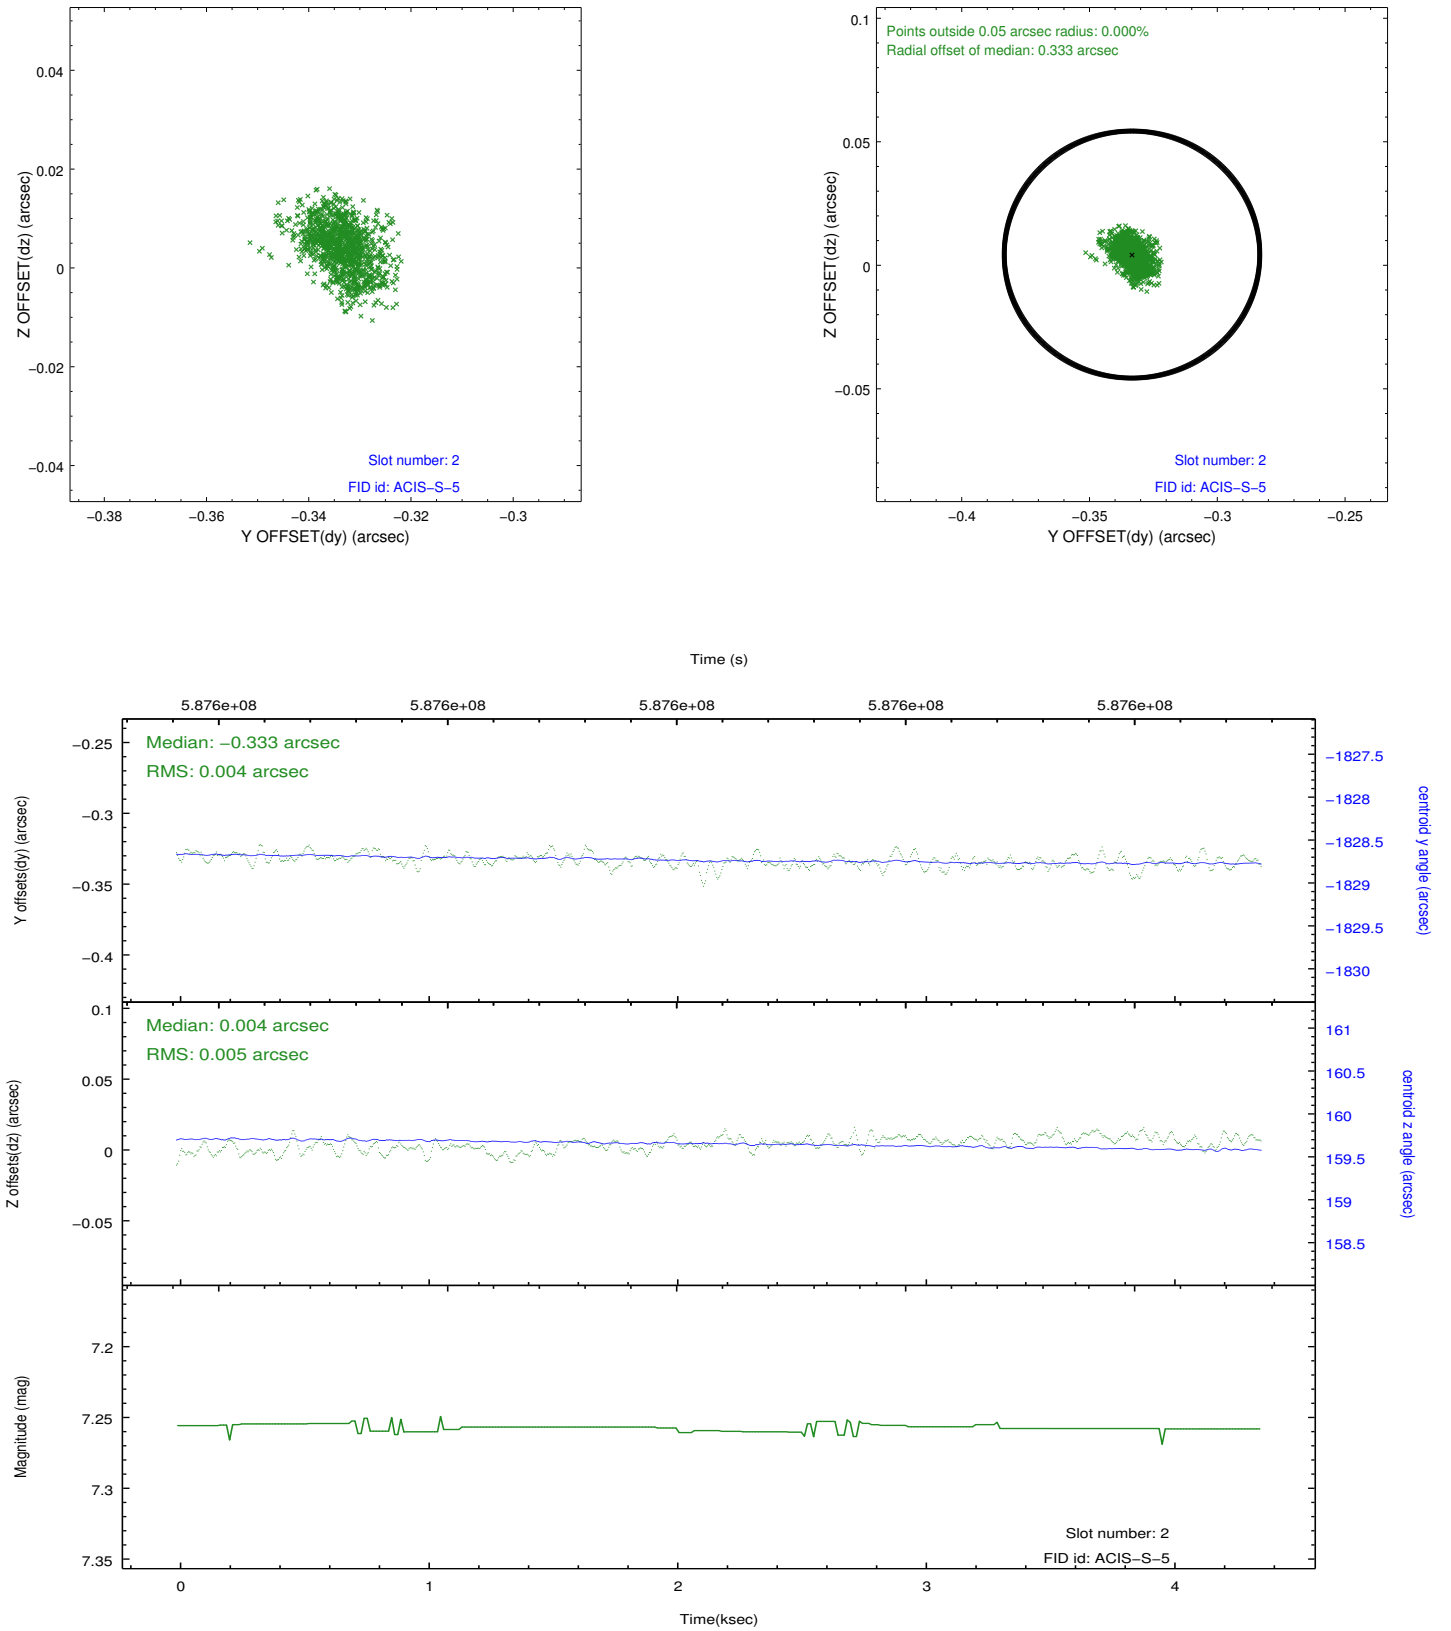 0.04
0.02
0
−0.02
−0.04
Z OFFSET(dz) (arcsec)
Slot number: 2
FID id: ACIS−S−5
−0.38
−0.36
−0.34
−0.32
−0.3
Y OFFSET(dy) (arcsec)
0.1
0.05
0
−0.05
Z OFFSET(dz) (arcsec)
Points outside 0.05 arcsec radius: 0.000%
Radial offset of median: 0.333 arcsec
Slot number: 2
FID id: ACIS−S−5
−0.4
−0.35
−0.3
−0.25
Y OFFSET(dy) (arcsec)
Time (s)
5.876e+08
5.876e+08
5.876e+08
5.876e+08
5.876e+08
−0.25
−0.3
−0.35
−0.4
Y offsets(dy) (arcsec)
Median: −0.333 arcsec
RMS: 0.004 arcsec
−1827.5
−1828
−1828.5
−1829
−1829.5
−1830
centroid y angle (arcsec)
0.1
0.05
0
−0.05
Z offsets(dz) (arcsec)
Median: 0.004 arcsec
RMS: 0.005 arcsec
161
160.5
160
159.5
159
158.5
centroid z angle (arcsec)
7.2
7.25
7.3
7.35
Magnitude (mag)
Slot number: 2
FID id: ACIS−S−5
0
1
2
3
4
Time(ksec)